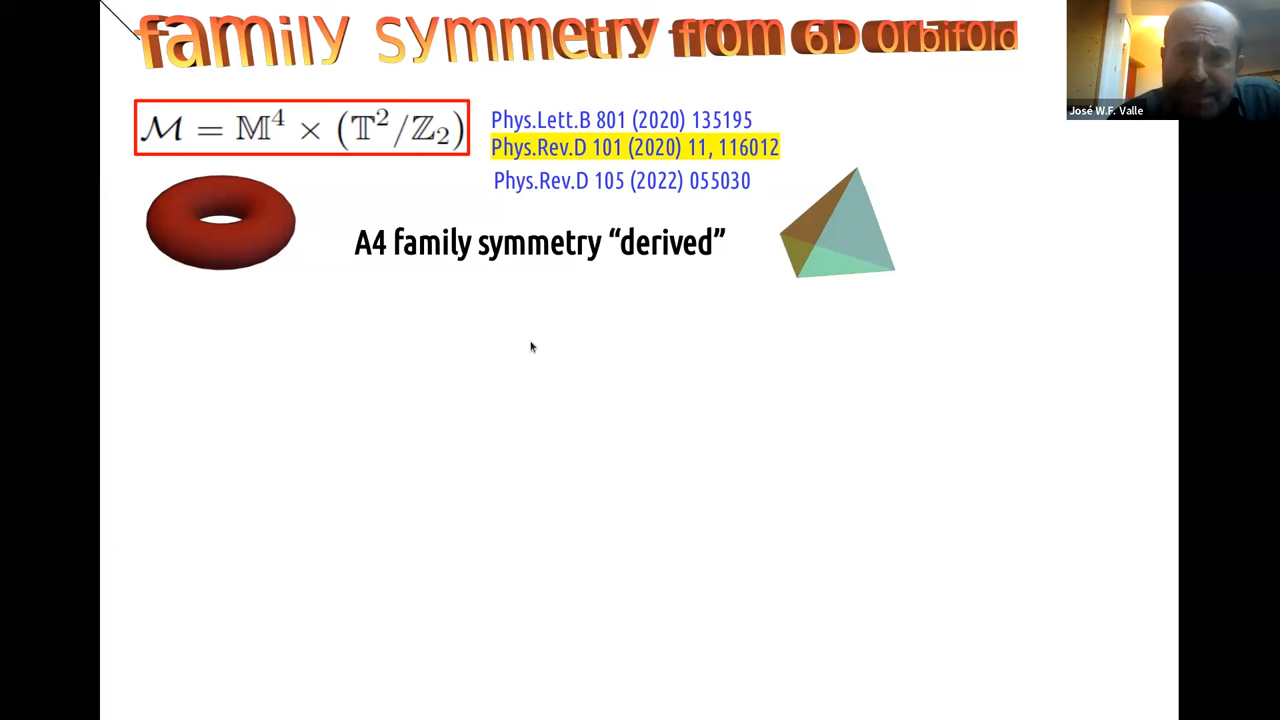 family symmetry from 6D orbifold
José W.F. Valle
ℳ = 𝕄⁴ × (𝕋²/ℤ₂)
Phys.Lett.B 801 (2020) 135195
Phys.Rev.D 101 (2020) 11, 116012
Phys.Rev.D 105 (2022) 055030
A4 family symmetry “derived”